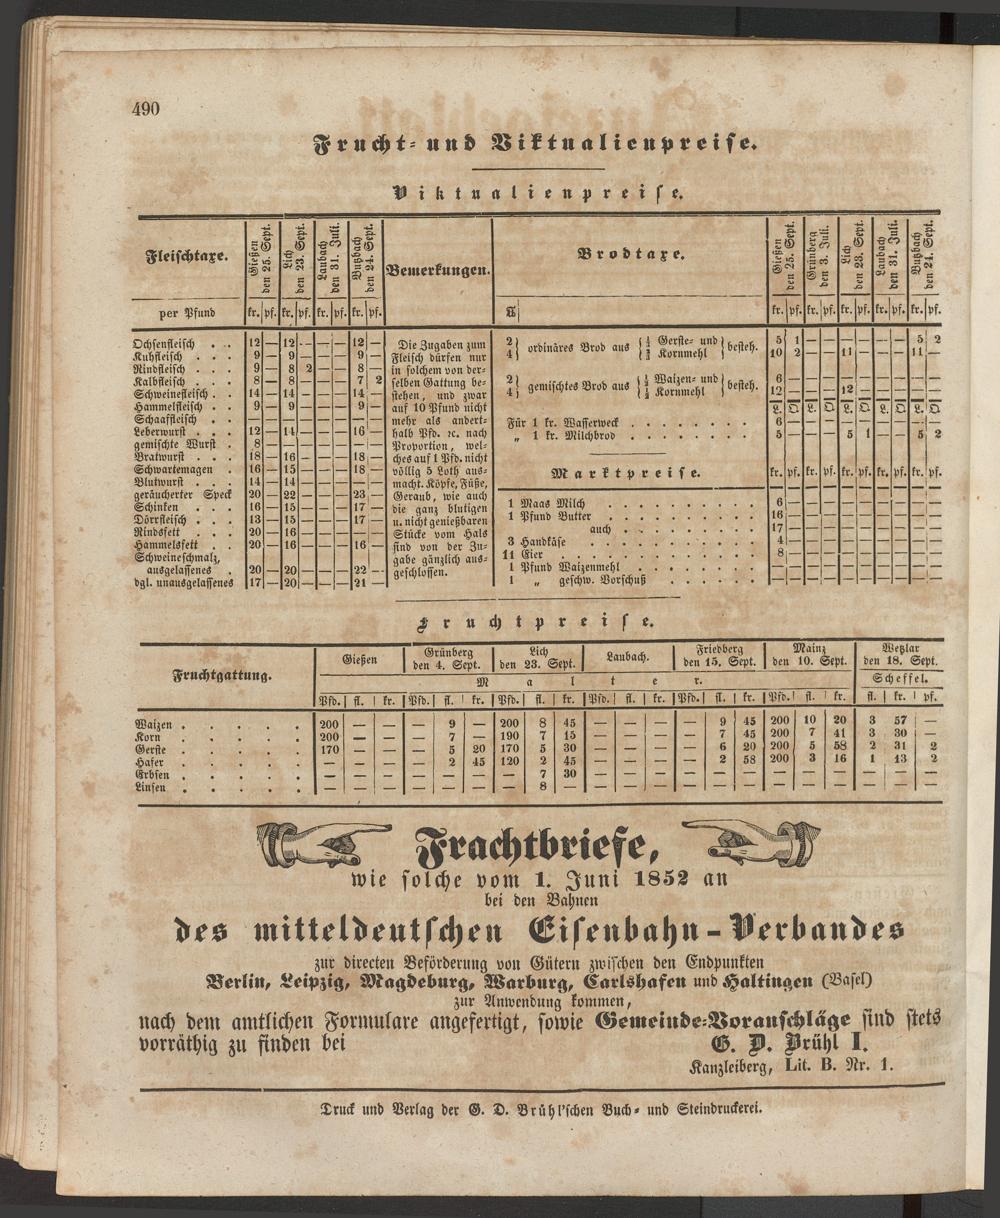 490
Frucht- und Viktualienpreise.
Viktualienpreise.
Fleischtaxe. | Gießen den 25. Sept. | Lich den 23. Sept. | Laubach den 31. Juli. | Butzbach den 24. Sept. | Bemerkungen.
per Pfund | kr. | pf. | kr. | pf. | kr. | pf. | kr. | pf.
Ochsenfleisch . . 12 — 12 — — — 12 —
Kuhfleisch . . . 9 — 9 — — — 9 —
Rindfleisch . . . 9 — 8 2 — — 8 —
Kalbfleisch . . . 8 — 8 — — — 7 2
Schweinefleisch . . 14 — 14 — — — 14 —
Hammelfleisch . . 9 — 9 — — — 9 —
Schaaffleisch . . — — — — — — — —
Leberwurst . . . 12 — 14 — — — 16 —
gemischte Wurst . 8 — — — — — — —
Bratwurst . . . 18 — 16 — — — 18 —
Schwartemagen . 16 — 15 — — — 18 —
Blutwurst . . . 14 — 14 — — — — —
geräucherter Speck 20 — 22 — — — 23 —
Schinken . . . 16 — 15 — — — 17 —
Dörrfleisch . . . 13 — 15 — — — 17 —
Rindsfett . . . 20 — 16 — — — — —
Hammelsfett . . 20 — 16 — — — 16 —
Schweineschmalz,
ausgelassenes . 20 — 20 — — — 22 —
dgl. unausgelassenes 17 — 20 — — — 21 —
Die Zugaben zum
Fleisch dürfen nur
in solchem von der-
selben Gattung be-
stehen, und zwar
auf 10 Pfund nicht
mehr als andert-
halb Pfd. ꝛc. nach
Proportion, wel-
ches auf 1 Pfd. nicht
völlig 5 Loth aus-
macht. Köpfe, Füße,
Geraub, wie auch
die ganz blutigen
u. nicht genießbaren
Stücke vom Hals
sind von der Zu-
gabe gänzlich aus-
geschlossen.
Brodtaxe. | Gießen den 25. Sept. | Grünberg den 3. Juli. | Lich den 23. Sept. | Laubach den 31. Juli. | Butzbach den 24. Sept.
℔ | kr. | pf. | kr. | pf. | kr. | pf. | kr. | pf. | kr. | pf.
2 } ordinäres Brod aus { Gerste- und } besteh. 5 1 — — — — — — 5 2
4 Kornmehl 10 2 — — 11 — — — 11 —
2 } gemischtes Brod aus { ½ Waizen- und } besteh. 6 — — — — — — — — —
4 ½ Kornmehl 12 — — — 12 — — — — —
L. | Q. | L. | Q. | L. | Q. | L. | Q. | L. | Q.
Für 1 kr. Wasserweck . . . . . . . 6 — — — — — — — — —
„ 1 kr. Milchbrod . . . . . . . 5 — — — 5 1 — — 5 2
Marktpreise. kr. | pf. | kr. | pf. | kr. | pf. | kr. | pf. | kr. | pf.
1 Maas Milch . . . . . . . . . 6 — — — — — — — — —
1 Pfund Butter . . . . . . . . . 16 — — — — — — — — —
auch . . . . . . . . 17 — — — — — — — — —
3 Handkäse . . . . . . . . . 4 — — — — — — — — —
11 Eier . . . . . . . . . . 8 — — — — — — — — —
1 Pfund Waizenmehl . . . . . . . — — — — — — — — — —
1 „ geschw. Vorschuß . . . . . . — — — — — — — — — —
Fruchtpreise.
Fruchtgattung. | Gießen | Grünberg den 4. Sept. | Lich den 23. Sept. | Laubach. | Friedberg den 15. Sept. | Mainz den 10. Sept. | Wetzlar den 18. Sept.
Malter. | Scheffel.
Pfd. | fl. | kr. | Pfd. | fl. | kr. | Pfd. | fl. | kr. | Pfd. | fl. | kr. | Pfd. | fl. | kr. | Pfd. | fl. | kr. | fl. | kr. | pf.
Waizen . . . . . 200 — — — 9 — 200 8 45 — — — — 9 45 200 10 20 3 57 —
Korn . . . . . 200 — — — 7 — 190 7 15 — — — — 7 45 200 7 41 3 30 —
Gerste . . . . . 170 — — — 5 20 170 5 30 — — — — 6 20 200 5 58 2 31 2
Hafer . . . . . — — — — 2 45 120 2 45 — — — — 2 58 200 3 16 1 13 2
Erbsen . . . . . — — — — — — — 7 30 — — — — — — — — — — — —
Linsen . . . . . — — — — — — — 8 — — — — — — — — — — — — —
Frachtbriefe,
wie solche vom 1. Juni 1852 an
bei den Bahnen
des mitteldeutschen Eisenbahn-Verbandes
zur directen Beförderung von Gütern zwischen den Endpunkten
Berlin, Leipzig, Magdeburg, Warburg, Carlshafen und Haltingen (Basel)
zur Anwendung kommen,
nach dem amtlichen Formulare angefertigt, sowie Gemeinde-Voranschläge sind stets
vorräthig zu finden bei G. D. Brühl I.
Kanzleiberg, Lit. B. Nr. 1.
Druck und Verlag der G. D. Brühl'schen Buch- und Steindruckerei.